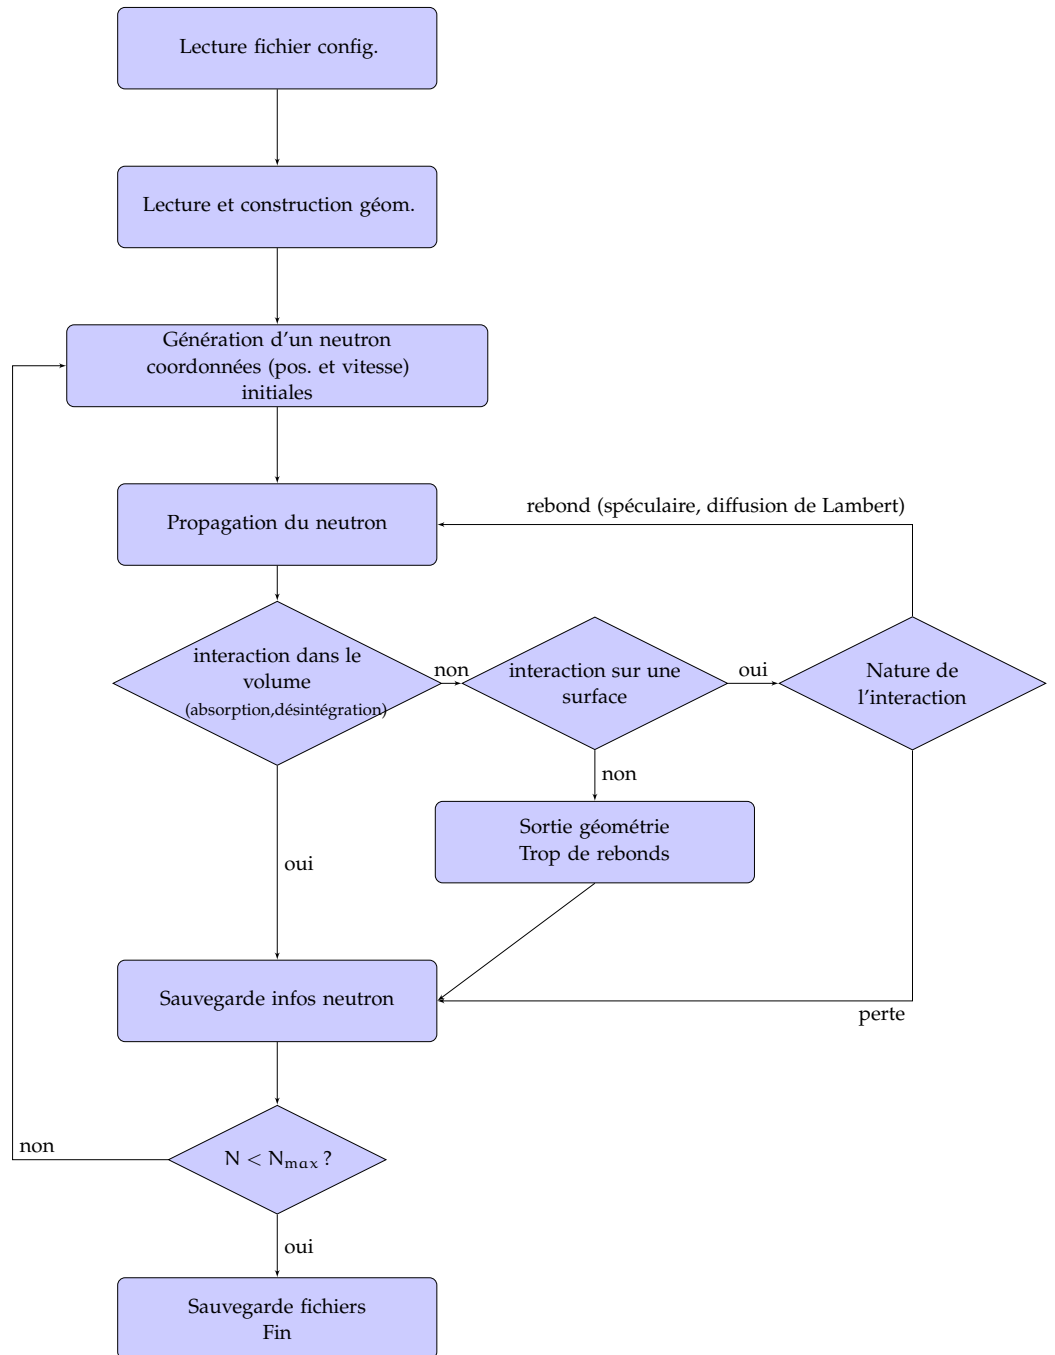 Lecture fichier config.
Lecture et construction géom.
Génération d'un neutron
coordonnées (pos. et vitesse)
initiales
Propagation du neutron
rebond (spéculaire, diffusion de Lambert)
interaction dans le
volume
(absorption,désintégration)
non
interaction sur une
surface
oui
Nature de
l'interaction
non
Sortie géométrie
Trop de rebonds
oui
Sauvegarde infos neutron
perte
non
N < Nmax ?
oui
Sauvegarde fichiers
Fin